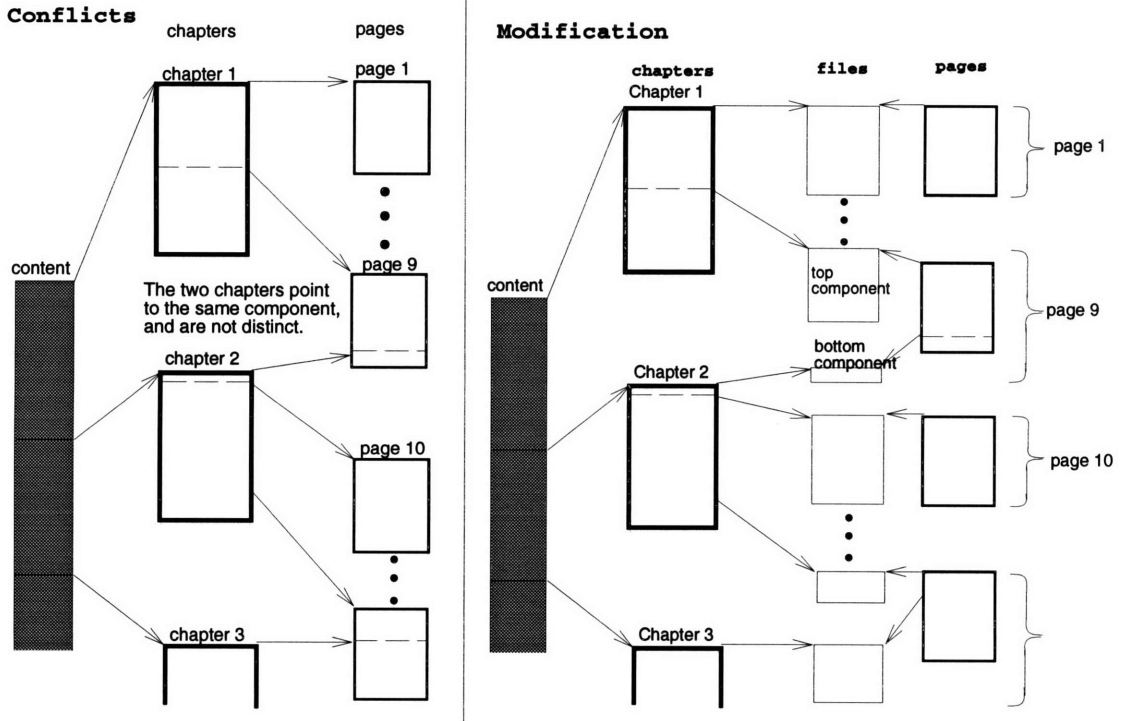 Conflicts
chapters
pages
chapter 1
page 1
page 9
content
The two chapters point
to the same component,
and are not distinct.
chapter 2
page 10
chapter 3
Modification
chapters
files
pages
Chapter 1
page 1
top
component
page 9
content
bottom
component
Chapter 2
page 10
Chapter 3